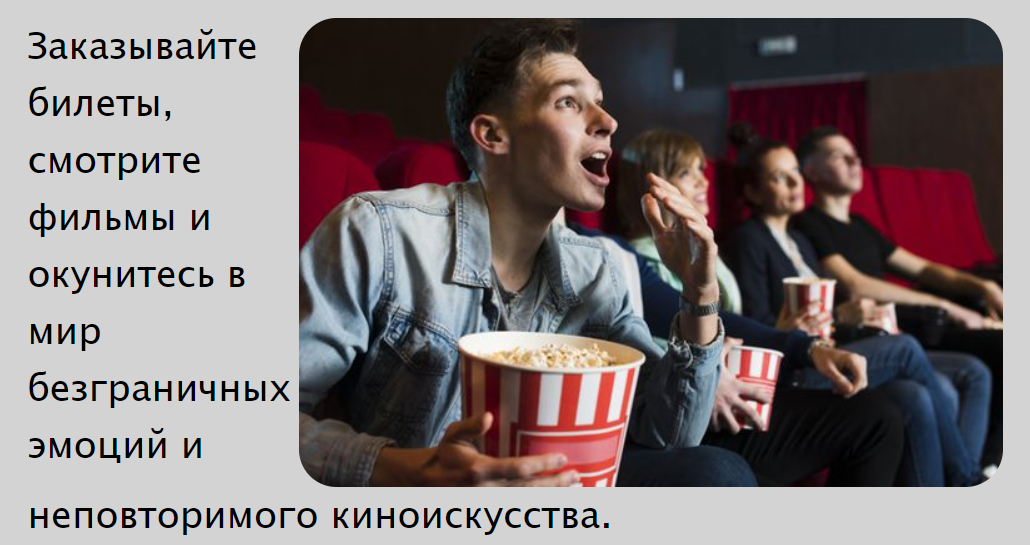 Заказывайте
билеты,
смотрите
фильмы и
окунитесь в
мир
безграничных
эмоций и
неповторимого киноискусства.